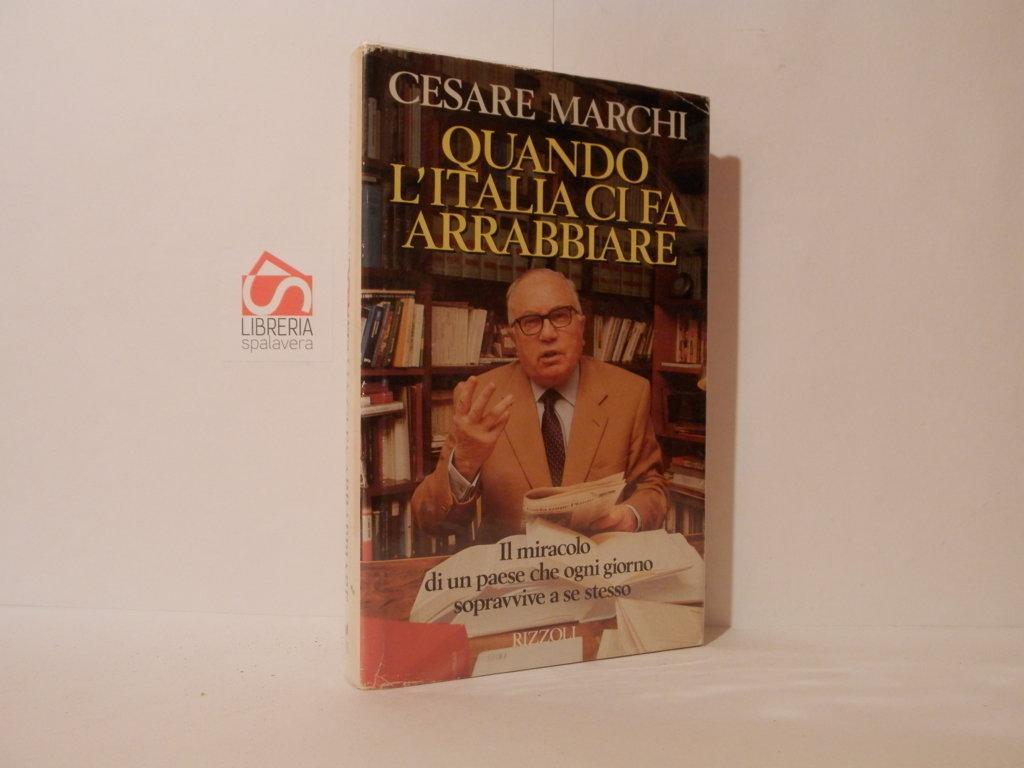 CESARE MARCHI
QUANDO
L'ITALIA CI FA
ARRABBIARE
LIBRERIA
spalavera
Il miracolo
di un paese che ogni giorno
sopravvive a se stesso
RIZZOLI